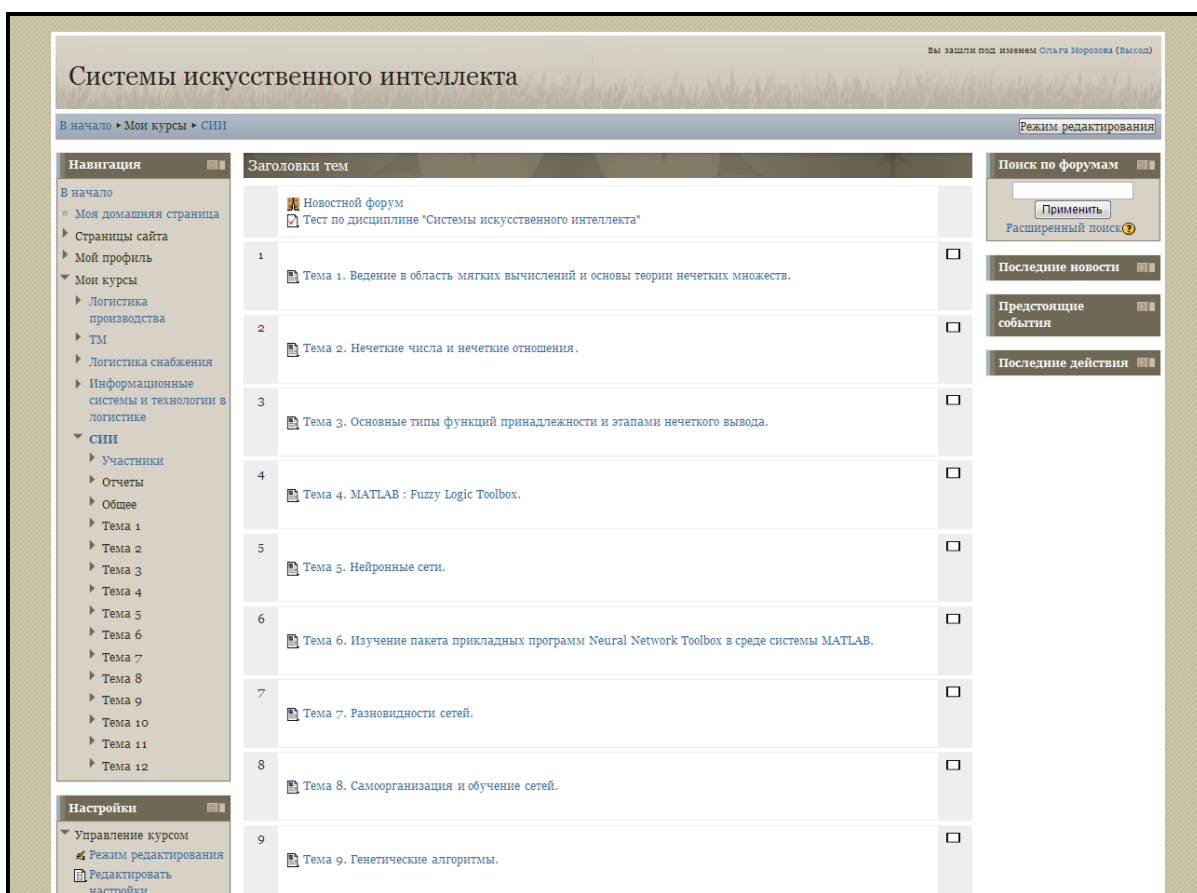 Вы зашли под именем Ольга Морозова (Выход)
Системы искусственного интеллекта
В начало ▸ Мои курсы ▸ СИИ
Режим редактирования
Навигация
В начало
Моя домашняя страница
Страницы сайта
Мой профиль
Мои курсы
Логистика
производства
ТМ
Логистика снабжения
Информационные
системы и технологии в
логистике
СИИ
Участники
Отчеты
Общее
Тема 1
Тема 2
Тема 3
Тема 4
Тема 5
Тема 6
Тема 7
Тема 8
Тема 9
Тема 10
Тема 11
Тема 12
Настройки
Управление курсом
Режим редактирования
Редактировать
настройки
Заголовки тем
Новостной форум
Тест по дисциплине "Системы искусственного интеллекта"
1
Тема 1. Ведение в область мягких вычислений и основы теории нечетких множеств.
2
Тема 2. Нечеткие числа и нечеткие отношения.
3
Тема 3. Основные типы функций принадлежности и этапами нечеткого вывода.
4
Тема 4. MATLAB : Fuzzy Logic Toolbox.
5
Тема 5. Нейронные сети.
6
Тема 6. Изучение пакета прикладных программ Neural Network Toolbox в среде системы MATLAB.
7
Тема 7. Разновидности сетей.
8
Тема 8. Самоорганизация и обучение сетей.
9
Тема 9. Генетические алгоритмы.
Поиск по форумам
Применить
Расширенный поиск
Последние новости
Предстоящие
события
Последние действия